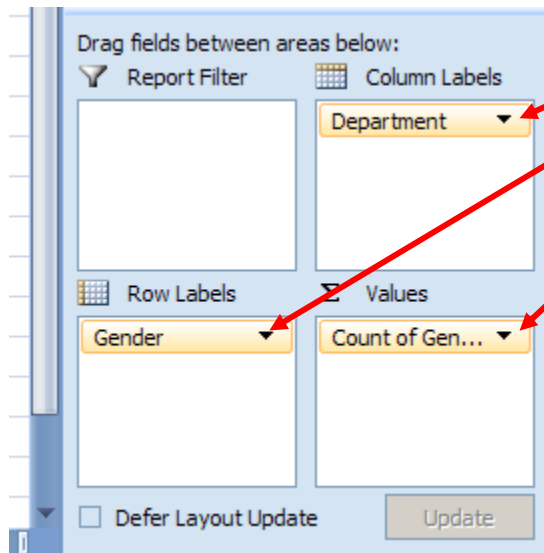 Drag fields between areas below:
Report Filter
Column Labels
Department
Row Labels
Σ Values
Gender
Count of Gen...
Defer Layout Update
Update